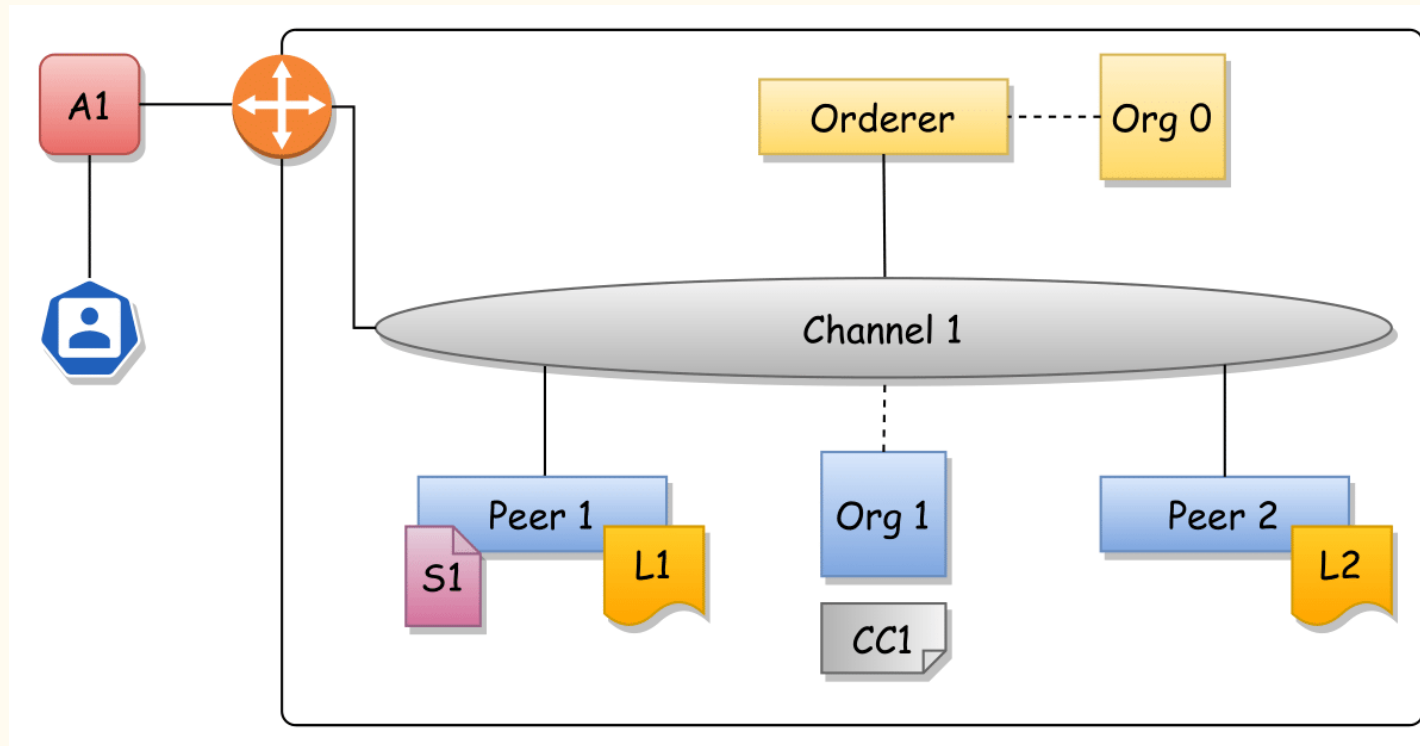 A1
Orderer
Org 0
Channel 1
Peer 1
S1
L1
Org 1
CC1
Peer 2
L2